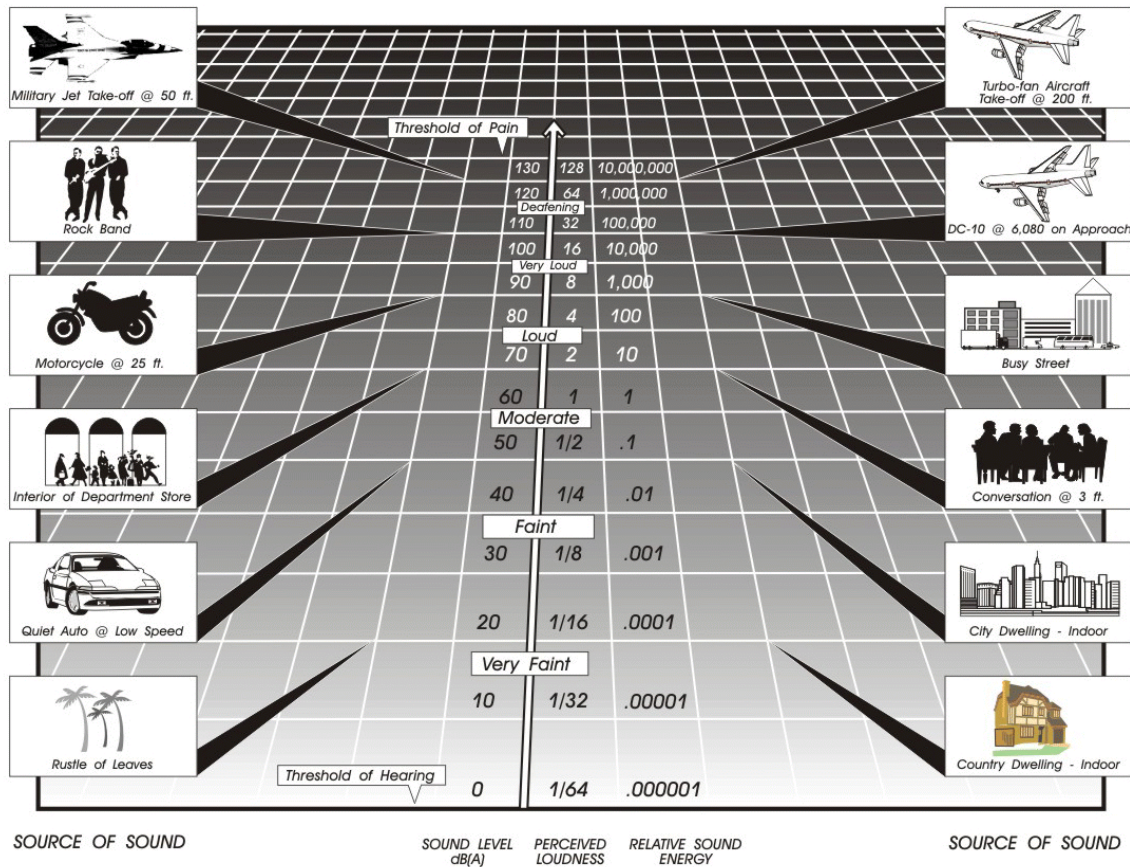 Military Jet Take-off @ 50 ft.
Turbo-fan Aircraft
Take-off @ 200 ft.
Threshold of Pain
130 128 10,000,000
120 64 1,000,000
Deafening
110 32 100,000
Rock Band
DC-10 @ 6,080 on Approach
100 16 10,000
Very Loud
90 8 1,000
80 4 100
Loud
70 2 10
Motorcycle @ 25 ft.
Busy Street
60 1 1
Moderate
50 1/2 .1
40 1/4 .01
Interior of Department Store
Conversation @ 3 ft.
Faint
30 1/8 .001
20 1/16 .0001
Quiet Auto @ Low Speed
City Dwelling - Indoor
Very Faint
10 1/32 .00001
Rustle of Leaves
Country Dwelling - Indoor
Threshold of Hearing
0 1/64 .000001
SOURCE OF SOUND
SOUND LEVEL
dB(A)
PERCEIVED
LOUDNESS
RELATIVE SOUND
ENERGY
SOURCE OF SOUND